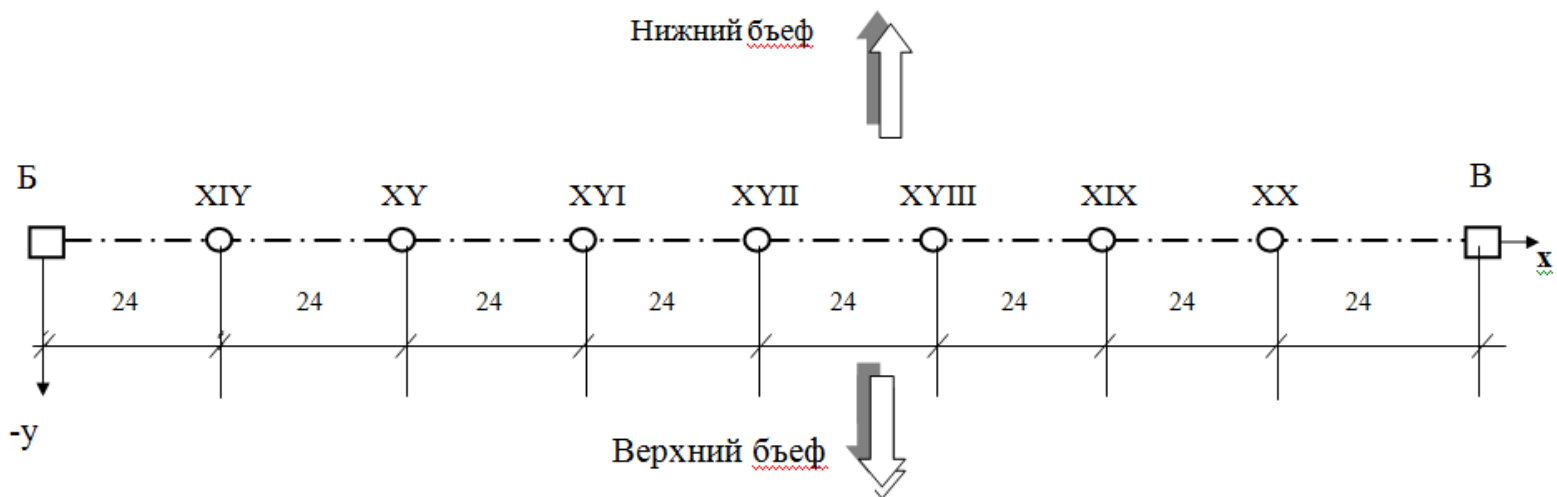 Нижний бъеф
Б XIY XY XYI XYII XYIII XIX XX В
x
24 24 24 24 24 24 24 24
-y
Верхний бъеф